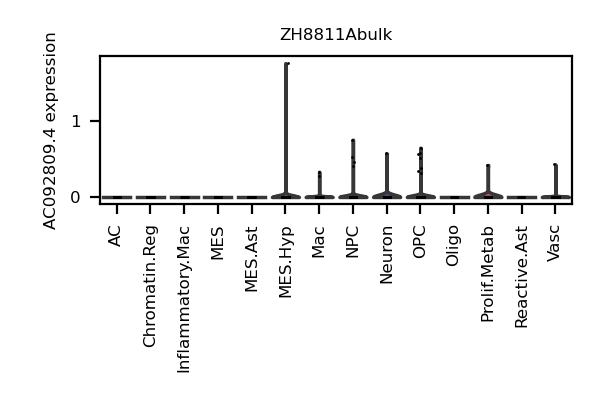 ZH8811Abulk
AC092809.4 expression
1
0
AC
Chromatin.Reg
Inflammatory.Mac
MES
MES.Ast
MES.Hyp
Mac
NPC
Neuron
OPC
Oligo
Prolif.Metab
Reactive.Ast
Vasc